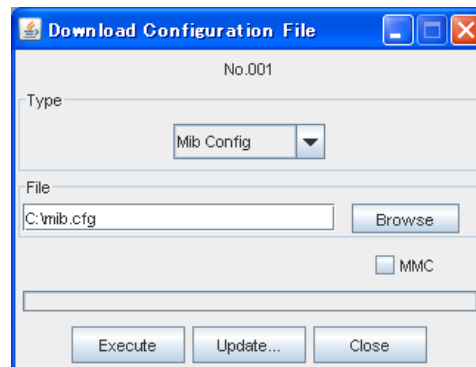 Download Configuration File
No.001
Type
Mib Config
File
C:\mib.cfg
Browse
MMC
Execute
Update...
Close